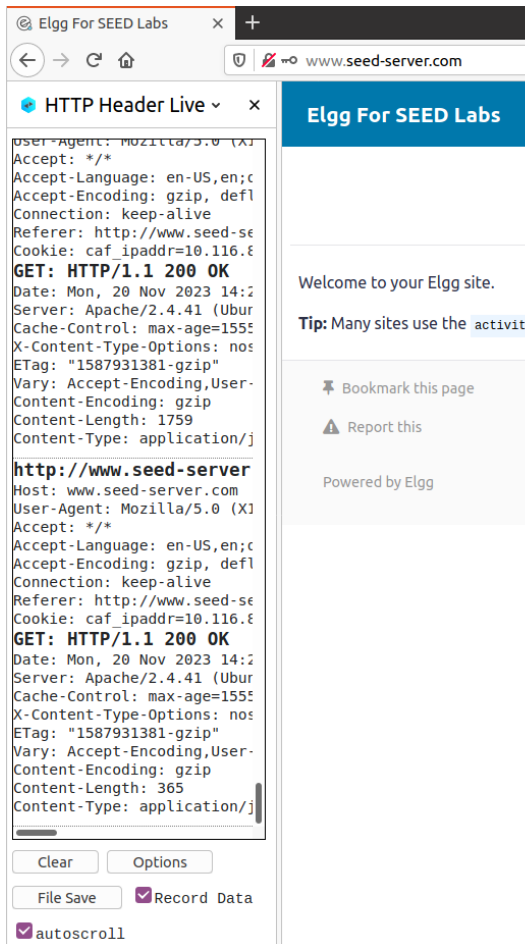 Elgg For SEED Labs
www.seed-server.com
HTTP Header Live
User-Agent: Mozilla/5.0 (X1
Accept: */*
Accept-Language: en-US,en;q
Accept-Encoding: gzip, defl
Connection: keep-alive
Referer: http://www.seed-se
Cookie: caf_ipaddr=10.116.8
GET: HTTP/1.1 200 OK
Date: Mon, 20 Nov 2023 14:2
Server: Apache/2.4.41 (Ubun
Cache-Control: max-age=1555
X-Content-Type-Options: nos
ETag: "1587931381-gzip"
Vary: Accept-Encoding,User-
Content-Encoding: gzip
Content-Length: 1759
Content-Type: application/j
http://www.seed-server
Host: www.seed-server.com
User-Agent: Mozilla/5.0 (X1
Accept: */*
Accept-Language: en-US,en;q
Accept-Encoding: gzip, defl
Connection: keep-alive
Referer: http://www.seed-se
Cookie: caf_ipaddr=10.116.8
GET: HTTP/1.1 200 OK
Date: Mon, 20 Nov 2023 14:2
Server: Apache/2.4.41 (Ubun
Cache-Control: max-age=1555
X-Content-Type-Options: nos
ETag: "1587931381-gzip"
Vary: Accept-Encoding,User-
Content-Encoding: gzip
Content-Length: 365
Content-Type: application/j
Clear Options
File Save Record Data
autoscroll
Elgg For SEED Labs
Welcome to your Elgg site.
Tip: Many sites use the activit
Bookmark this page
Report this
Powered by Elgg